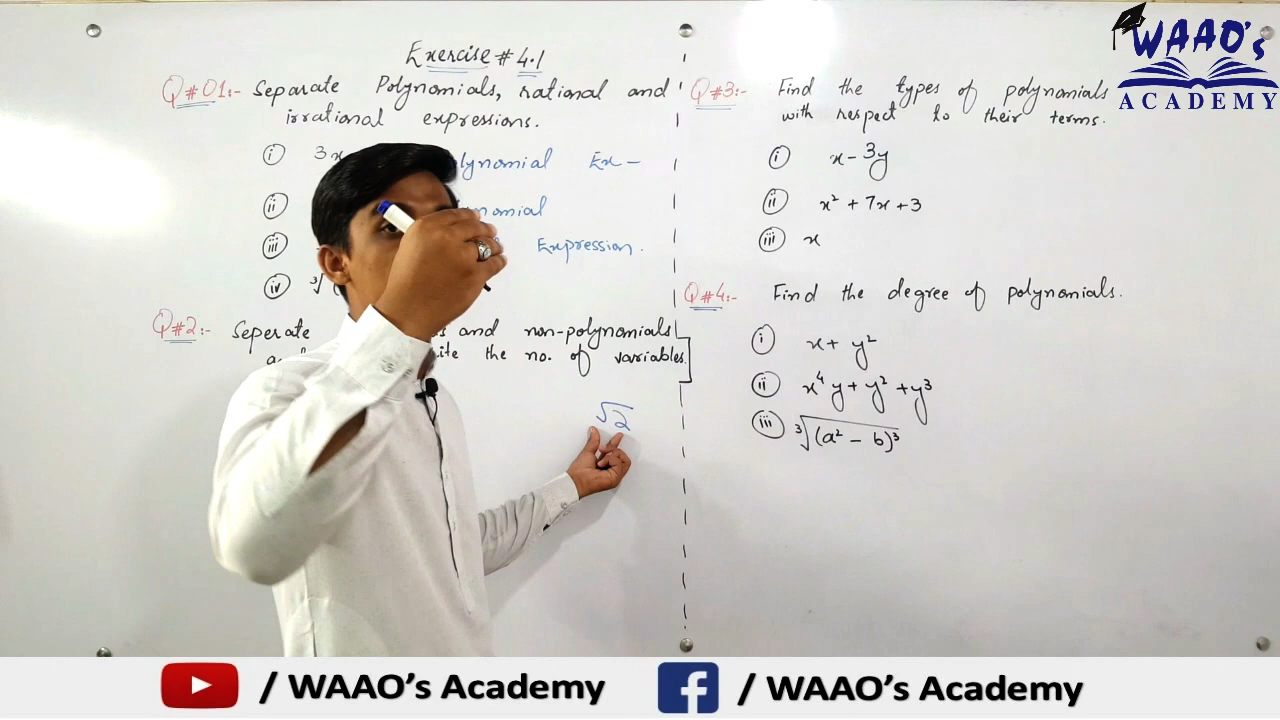 Exercise # 4.1
Q # 01:- Separate Polynomials, rational and
irrational expressions.
i 3x Ex-
ii
iii Expression.
iv
Q # 2:- Seperate and non-polynomials
the no. of variables.
√2
Q # 3:- Find the types of polynomials
with respect to their terms.
i x - 3y
ii x² + 7x + 3
iii x
Q # 4:- Find the degree of polynomials.
i x + y²
ii x⁴y + y² + y³
iii ³√(a² - b)³
WAAO's
ACADEMY
/ WAAO's Academy
/ WAAO's Academy